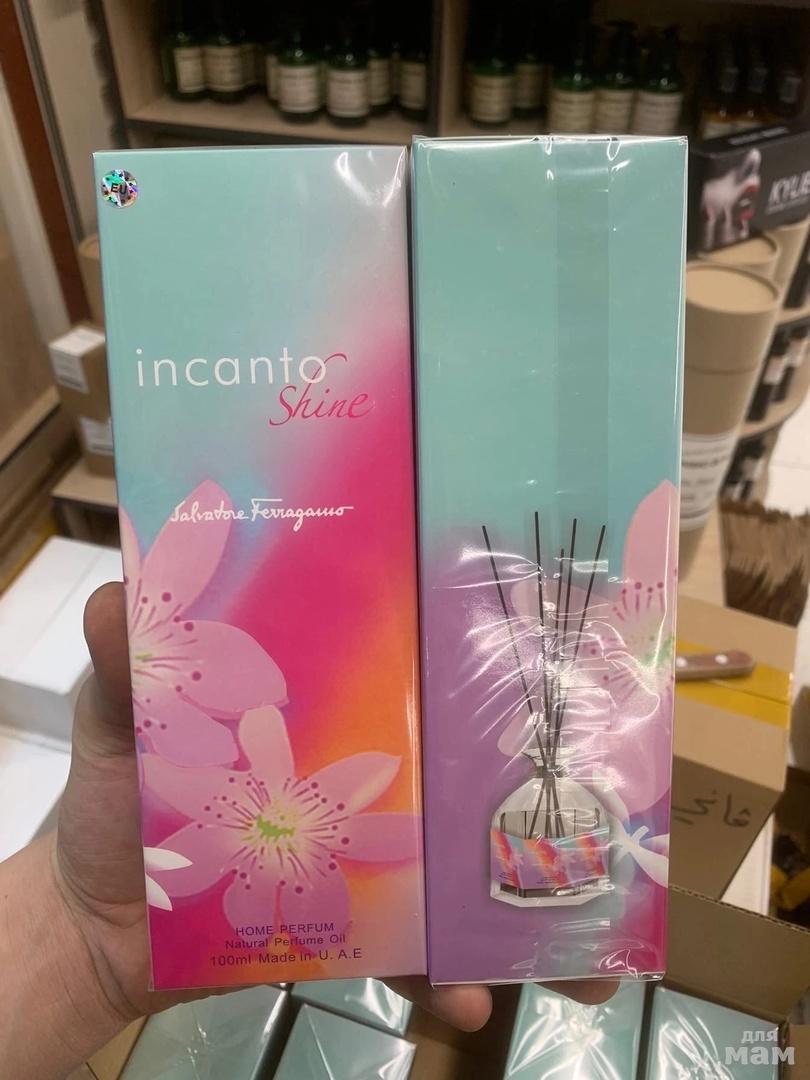 EU
incanto
Shine
Salvatore Ferragamo
HOME PERFUM
Natural Perfume Oil
100ml Made in U. A.E
KYLIE
для
мам